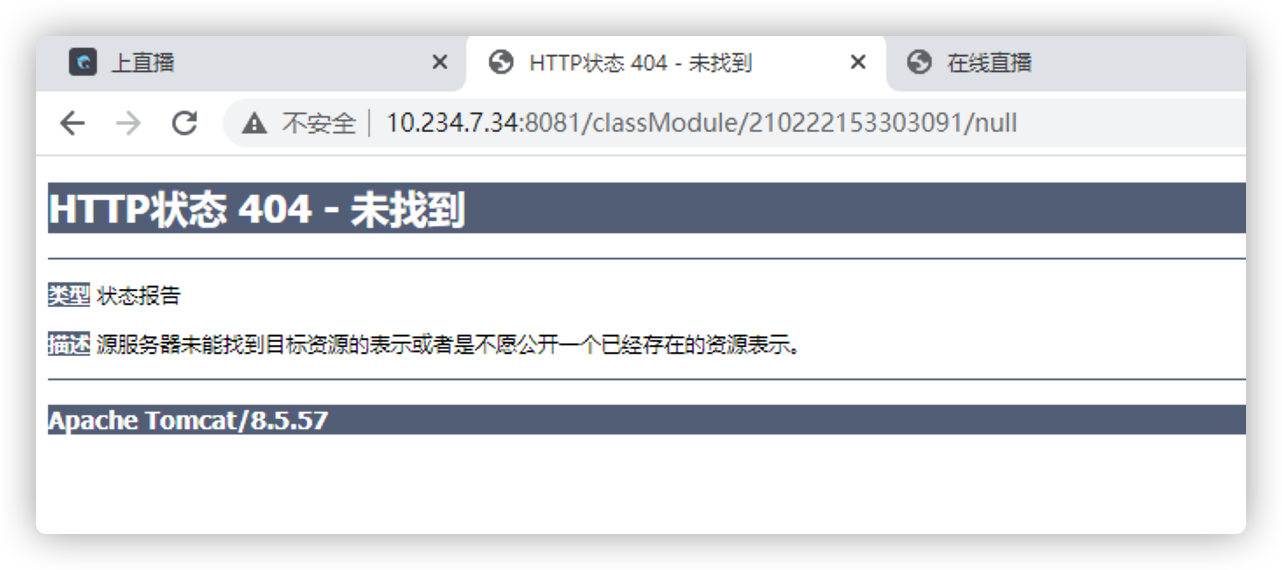 上直播 HTTP状态 404 - 未找到 在线直播
不安全 10.234.7.34:8081/classModule/210222153303091/null
HTTP状态 404 - 未找到
类型 状态报告
描述 源服务器未能找到目标资源的表示或者是不愿公开一个已经存在的资源表示。
Apache Tomcat/8.5.57